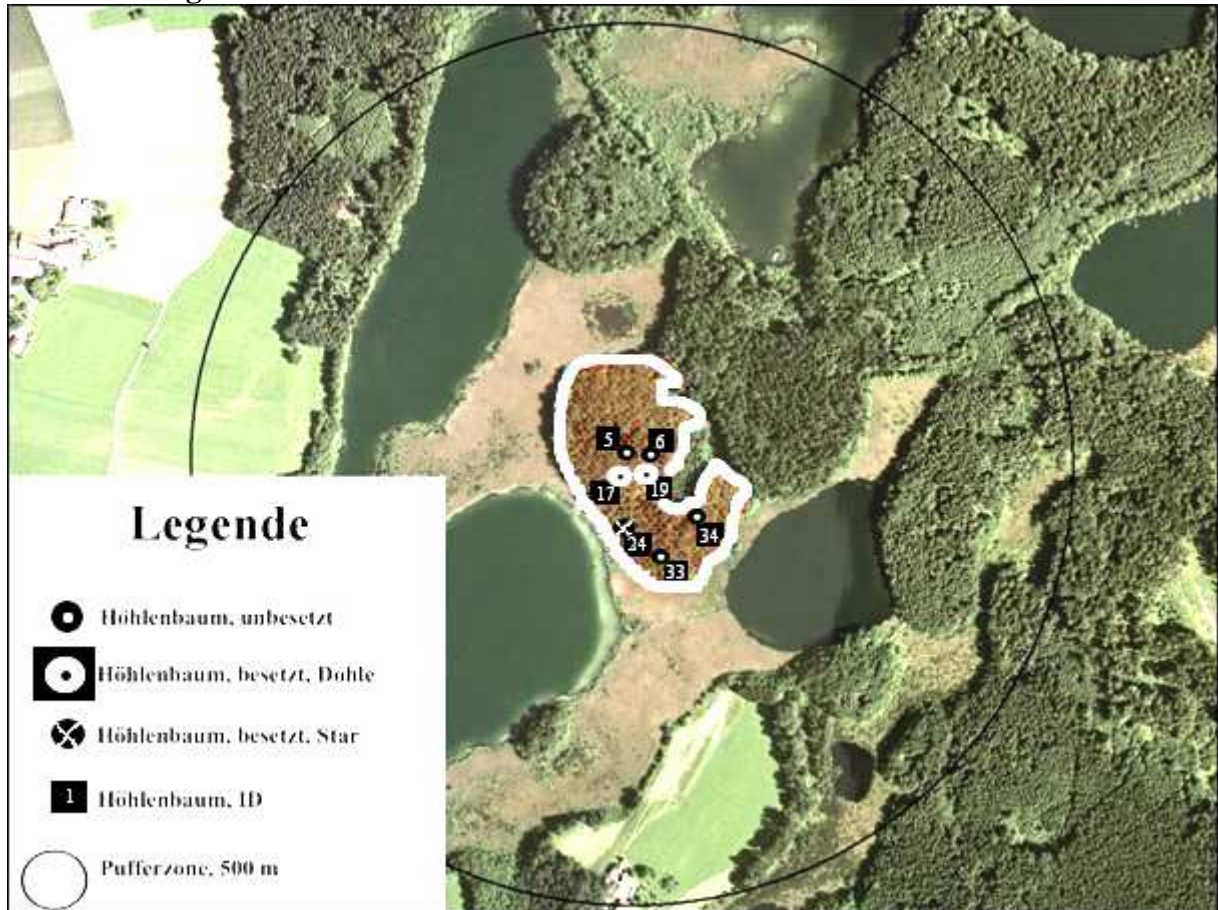 5 6
17 19
24 34
33
Legende
Höhlenbaum, unbesetzt
Höhlenbaum, besetzt, Dohle
Höhlenbaum, besetzt, Star
1 Höhlenbaum, ID
Pufferzone, 500 m